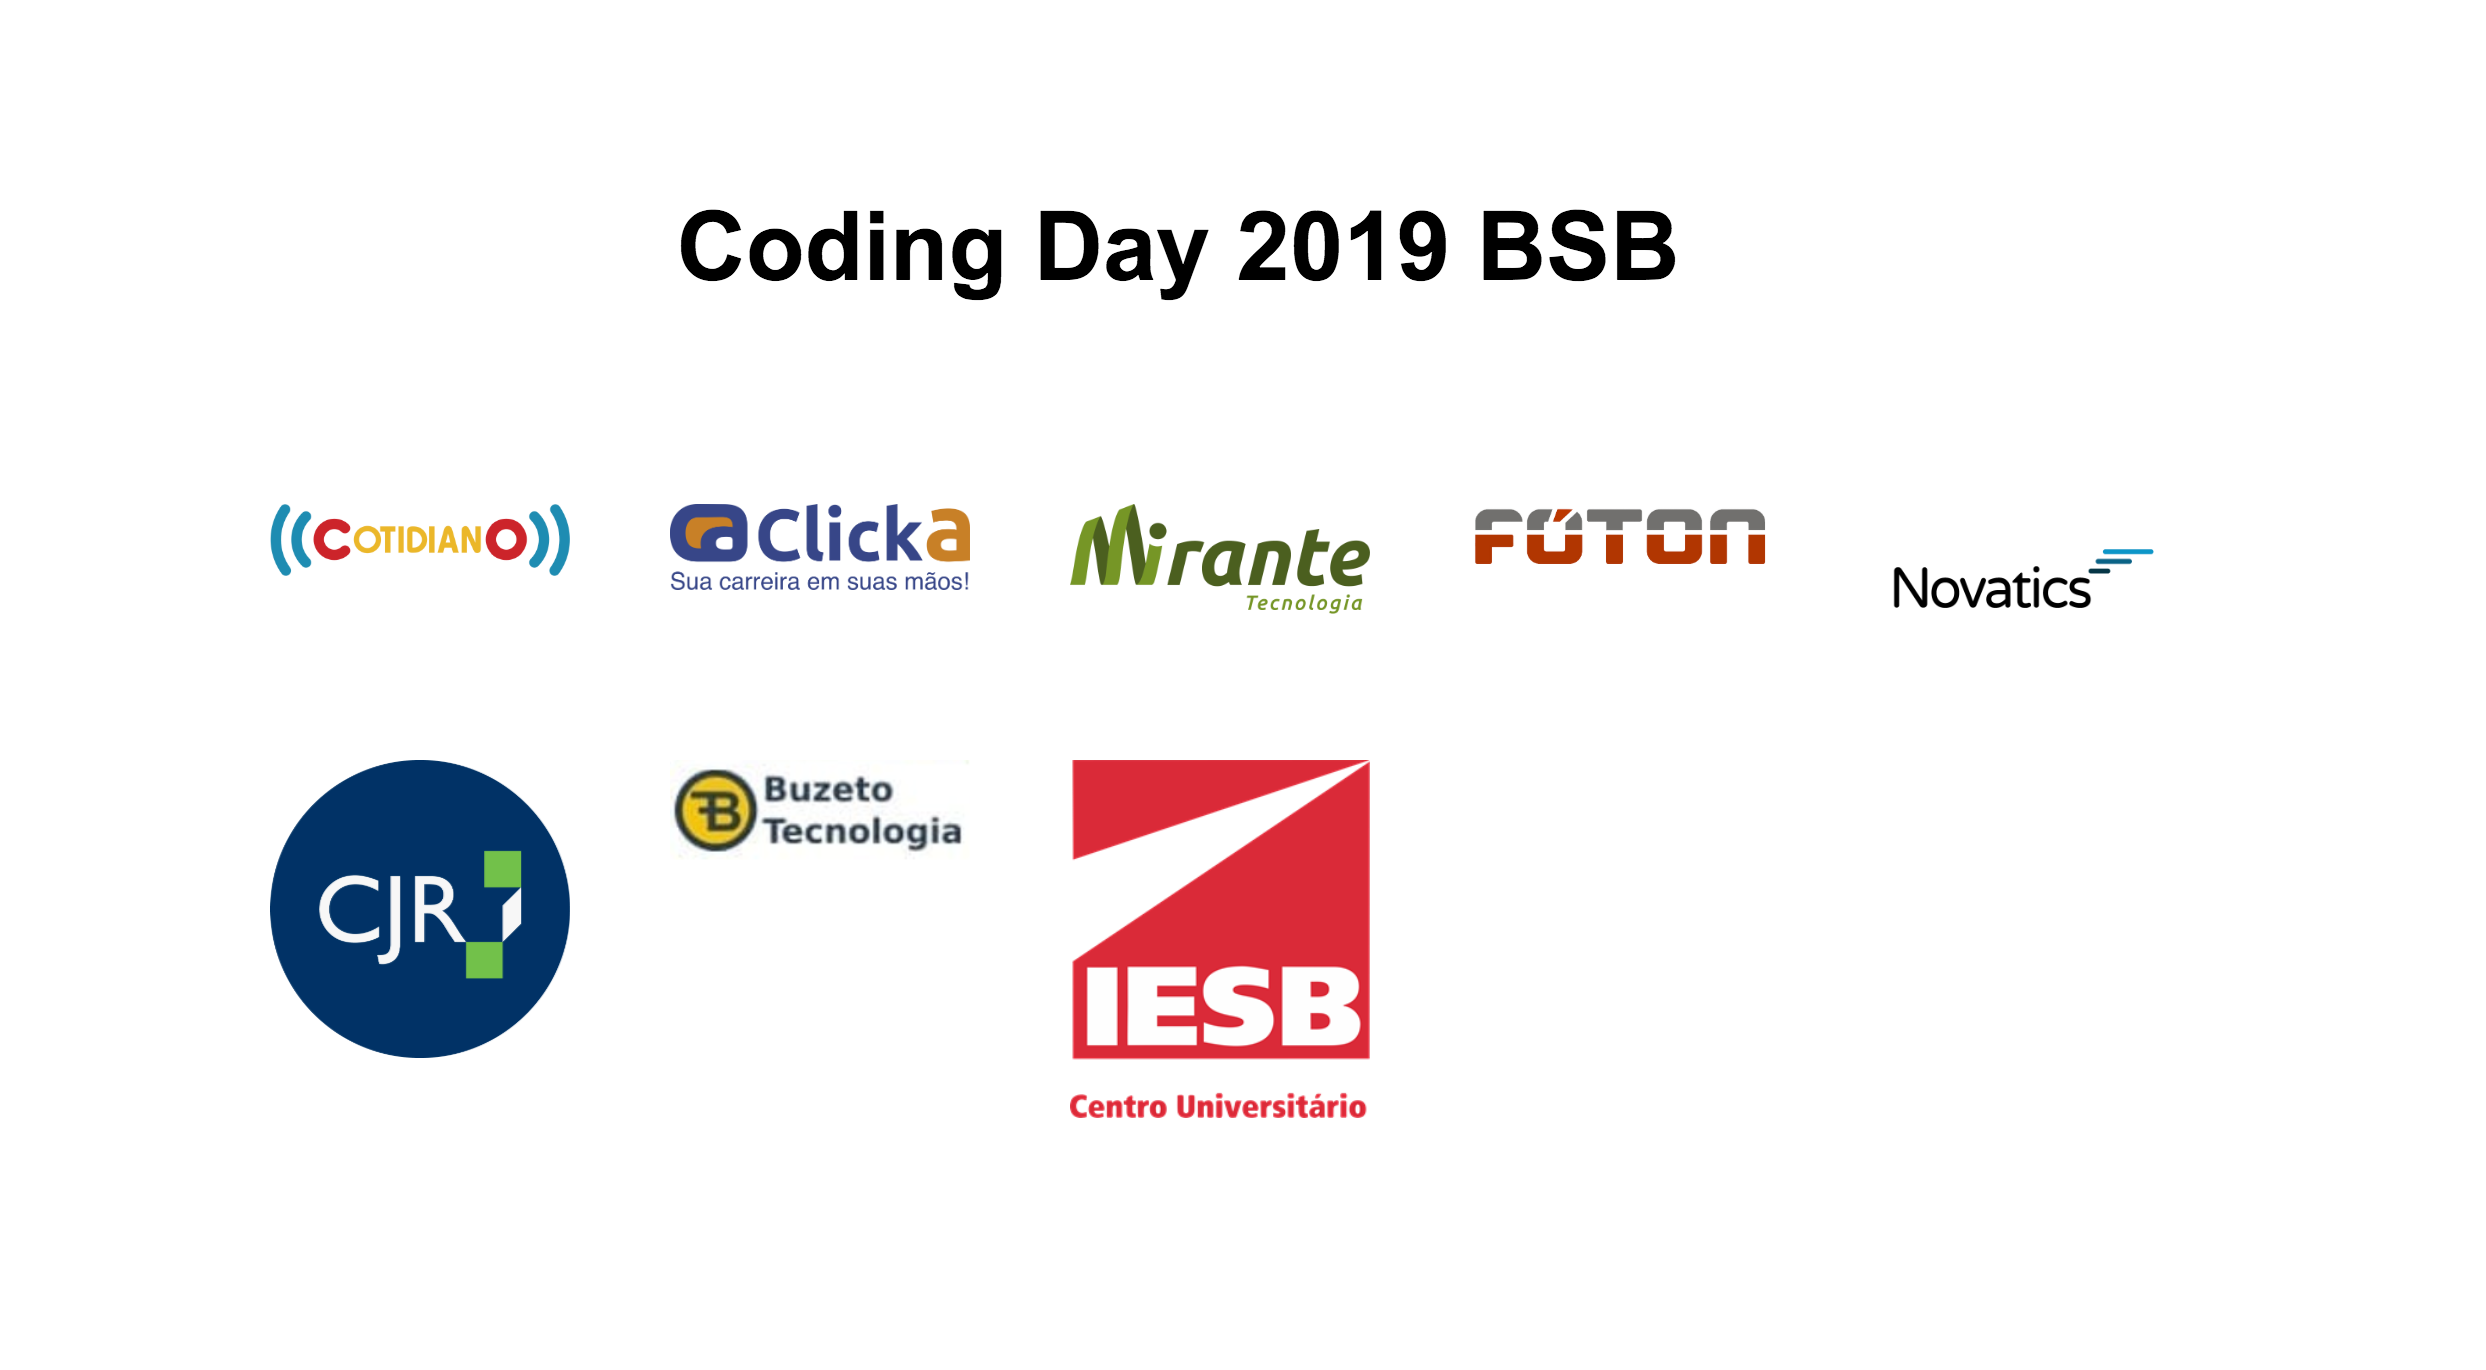 Coding Day 2019 BSB
COTIDIANO
ClickA
Sua carreira em suas mãos!
Mirante
Tecnologia
FÓTON
Novatics
CJR
B
Buzeto
Tecnologia
IESB
Centro Universitário